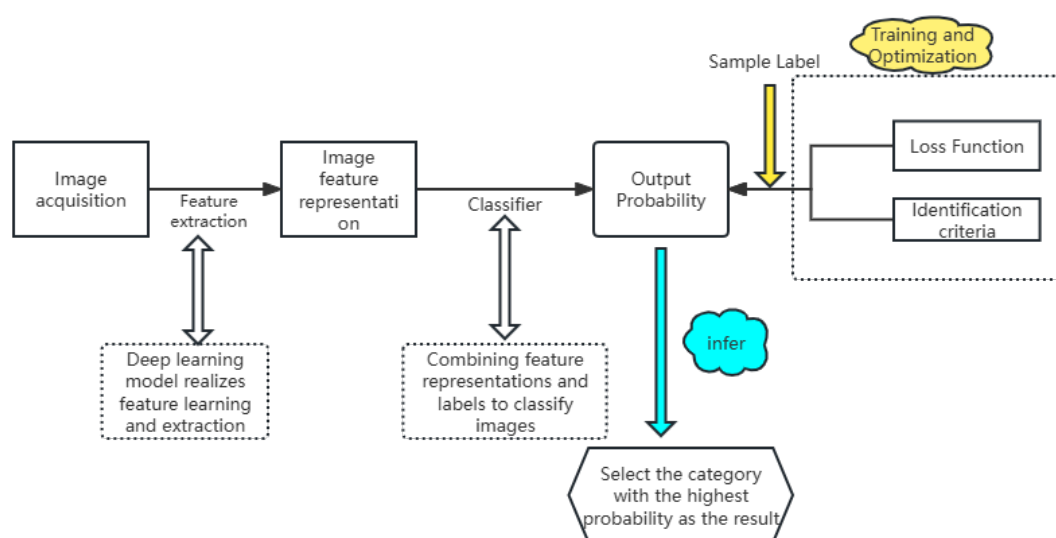 Training and
Optimization
Sample Label
Loss Function
Image
acquisition
Feature
extraction
Image
feature
representati
on
Classifier
Output
Probability
Identification
criteria
Deep learning
model realizes
feature learning
and extraction
Combining feature
representations and
labels to classify
images
infer
Select the category
with the highest
probability as the result